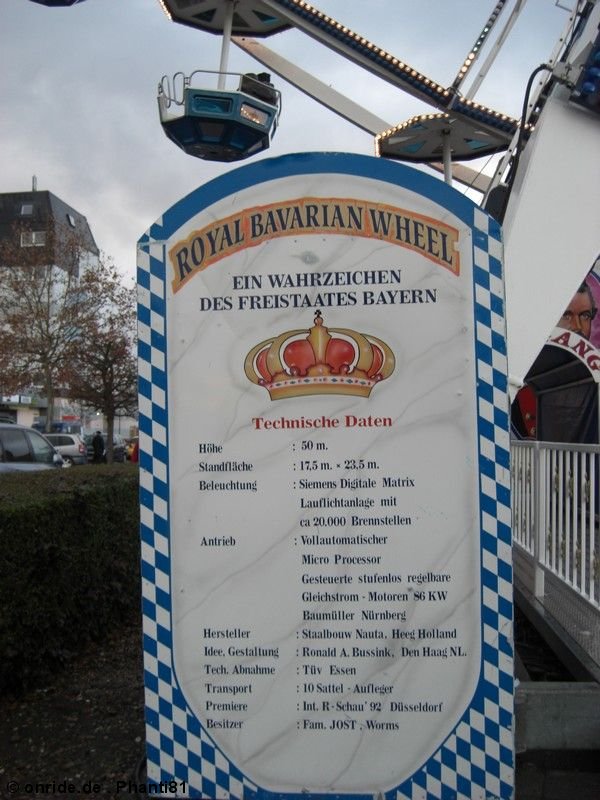 ROYAL BAVARIAN WHEEL
EIN WAHRZEICHEN
DES FREISTAATES BAYERN
Technische Daten
Höhe : 50 m.
Standfläche : 17,5 m. × 23,5 m.
Beleuchtung : Siemens Digitale Matrix
Lauflichtanlage mit
ca 20.000 Brennstellen
Antrieb : Vollautomatischer
Micro Processor
Gesteuerte stufenlos regelbare
Gleichstrom - Motoren 86 KW
Baumüller Nürnberg
Hersteller : Staalbouw Nauta, Heeg Holland
Idee, Gestaltung : Ronald A. Bussink, Den Haag NL.
Tech. Abnahme : Tüv Essen
Transport : 10 Sattel - Aufleger
Premiere : Int. R - Schau' 92 Düsseldorf
Besitzer : Fam. JOST , Worms
ANG
© onride.de . Phanti81